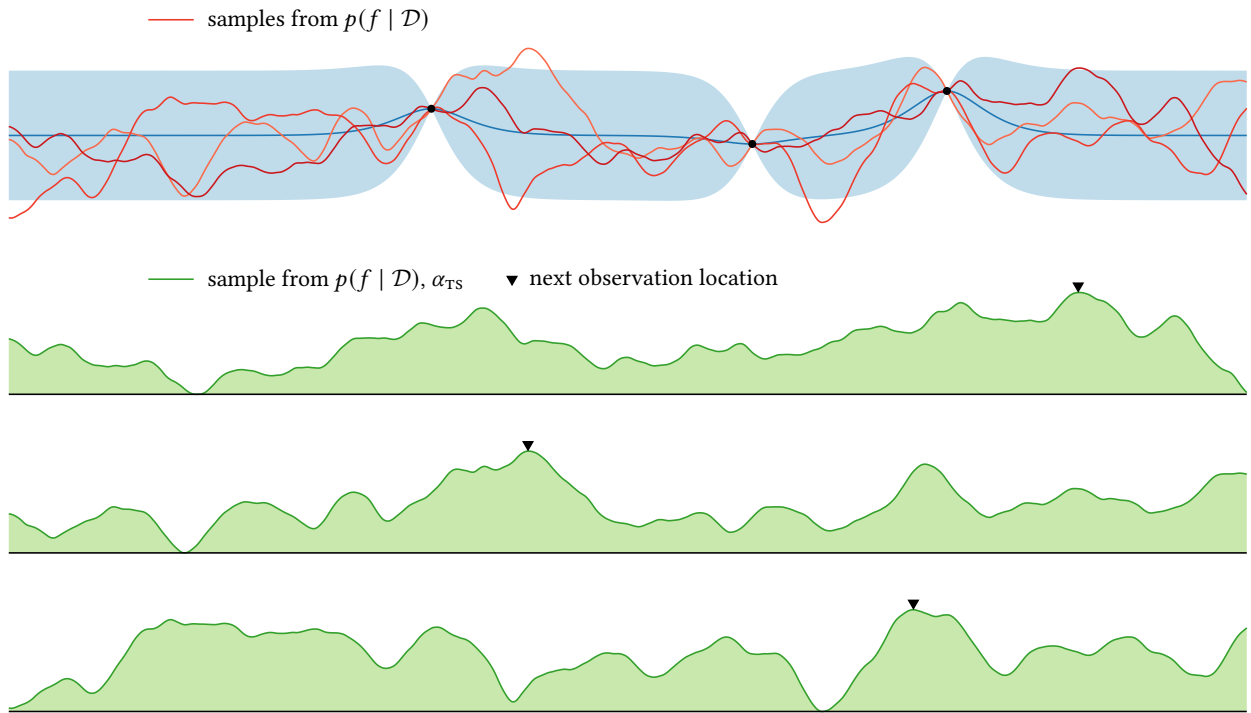 samples from p(f | 𝒟)
sample from p(f | 𝒟), α_TS ▼ next observation location